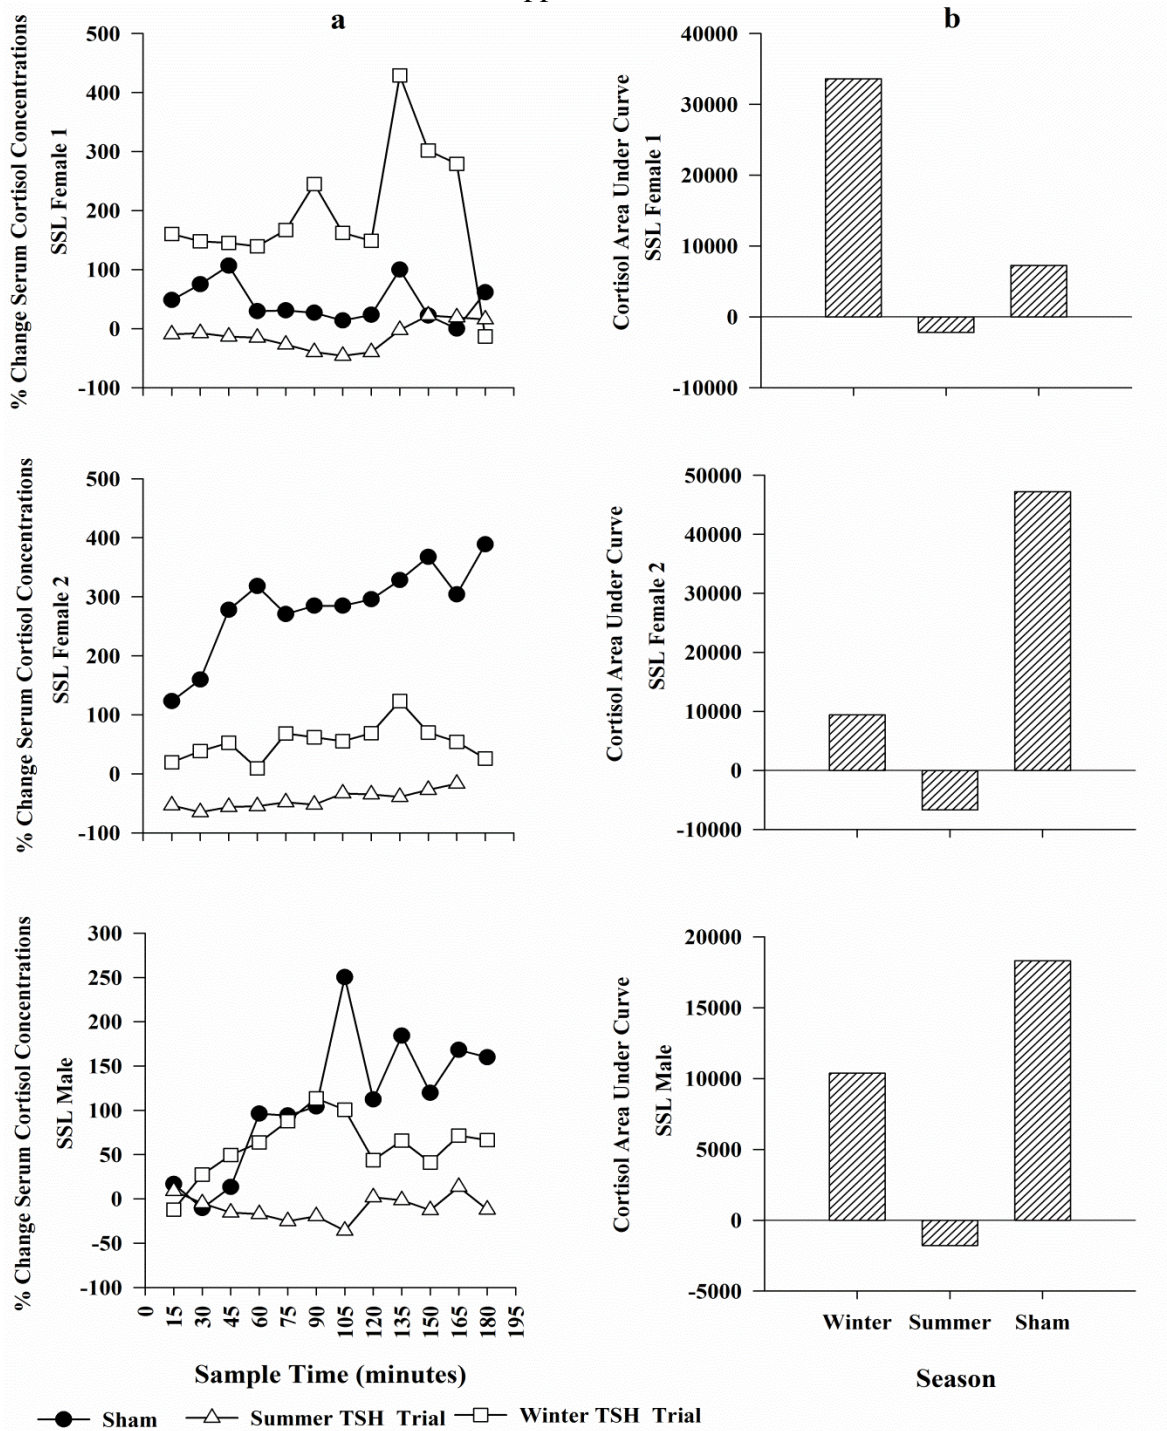 a
b
% Change Serum Cortisol Concentrations
SSL Female 1
500
400
300
200
100
0
-100
Cortisol Area Under Curve
SSL Female 1
40000
30000
20000
10000
0
-10000
% Change Serum Cortisol Concentrations
SSL Female 2
500
400
300
200
100
0
-100
Cortisol Area Under Curve
SSL Female 2
50000
40000
30000
20000
10000
0
-10000
% Change Serum Cortisol Concentrations
SSL Male
300
250
200
150
100
50
0
-50
-100
0 15 30 45 60 75 90 105 120 135 150 165 180 195
Sample Time (minutes)
Cortisol Area Under Curve
SSL Male
20000
15000
10000
5000
0
-5000
Winter Summer Sham
Season
Sham Summer TSH Trial Winter TSH Trial